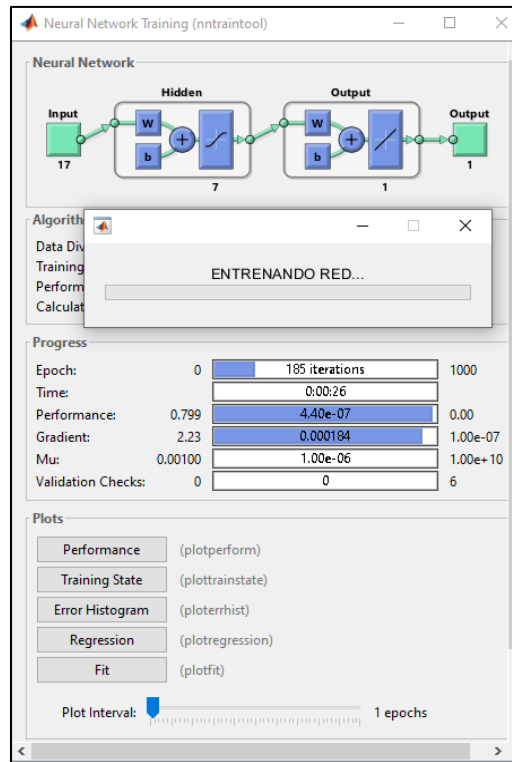 Neural Network Training (nntraintool)
Neural Network
Hidden Output
Input W b + W b + Output
17 7 1 1
ENTRENANDO RED...
Data Div
Training
Perform
Calculat
Progress
Epoch: 0 185 iterations 1000
Time: 0:00:26
Performance: 0.799 4.40e-07 0.00
Gradient: 2.23 0.000184 1.00e-07
Mu: 0.00100 1.00e-06 1.00e+10
Validation Checks: 0 0 6
Plots
Performance (plotperform)
Training State (plottrainstate)
Error Histogram (ploterrhist)
Regression (plotregression)
Fit (plotfit)
Plot Interval: 1 epochs